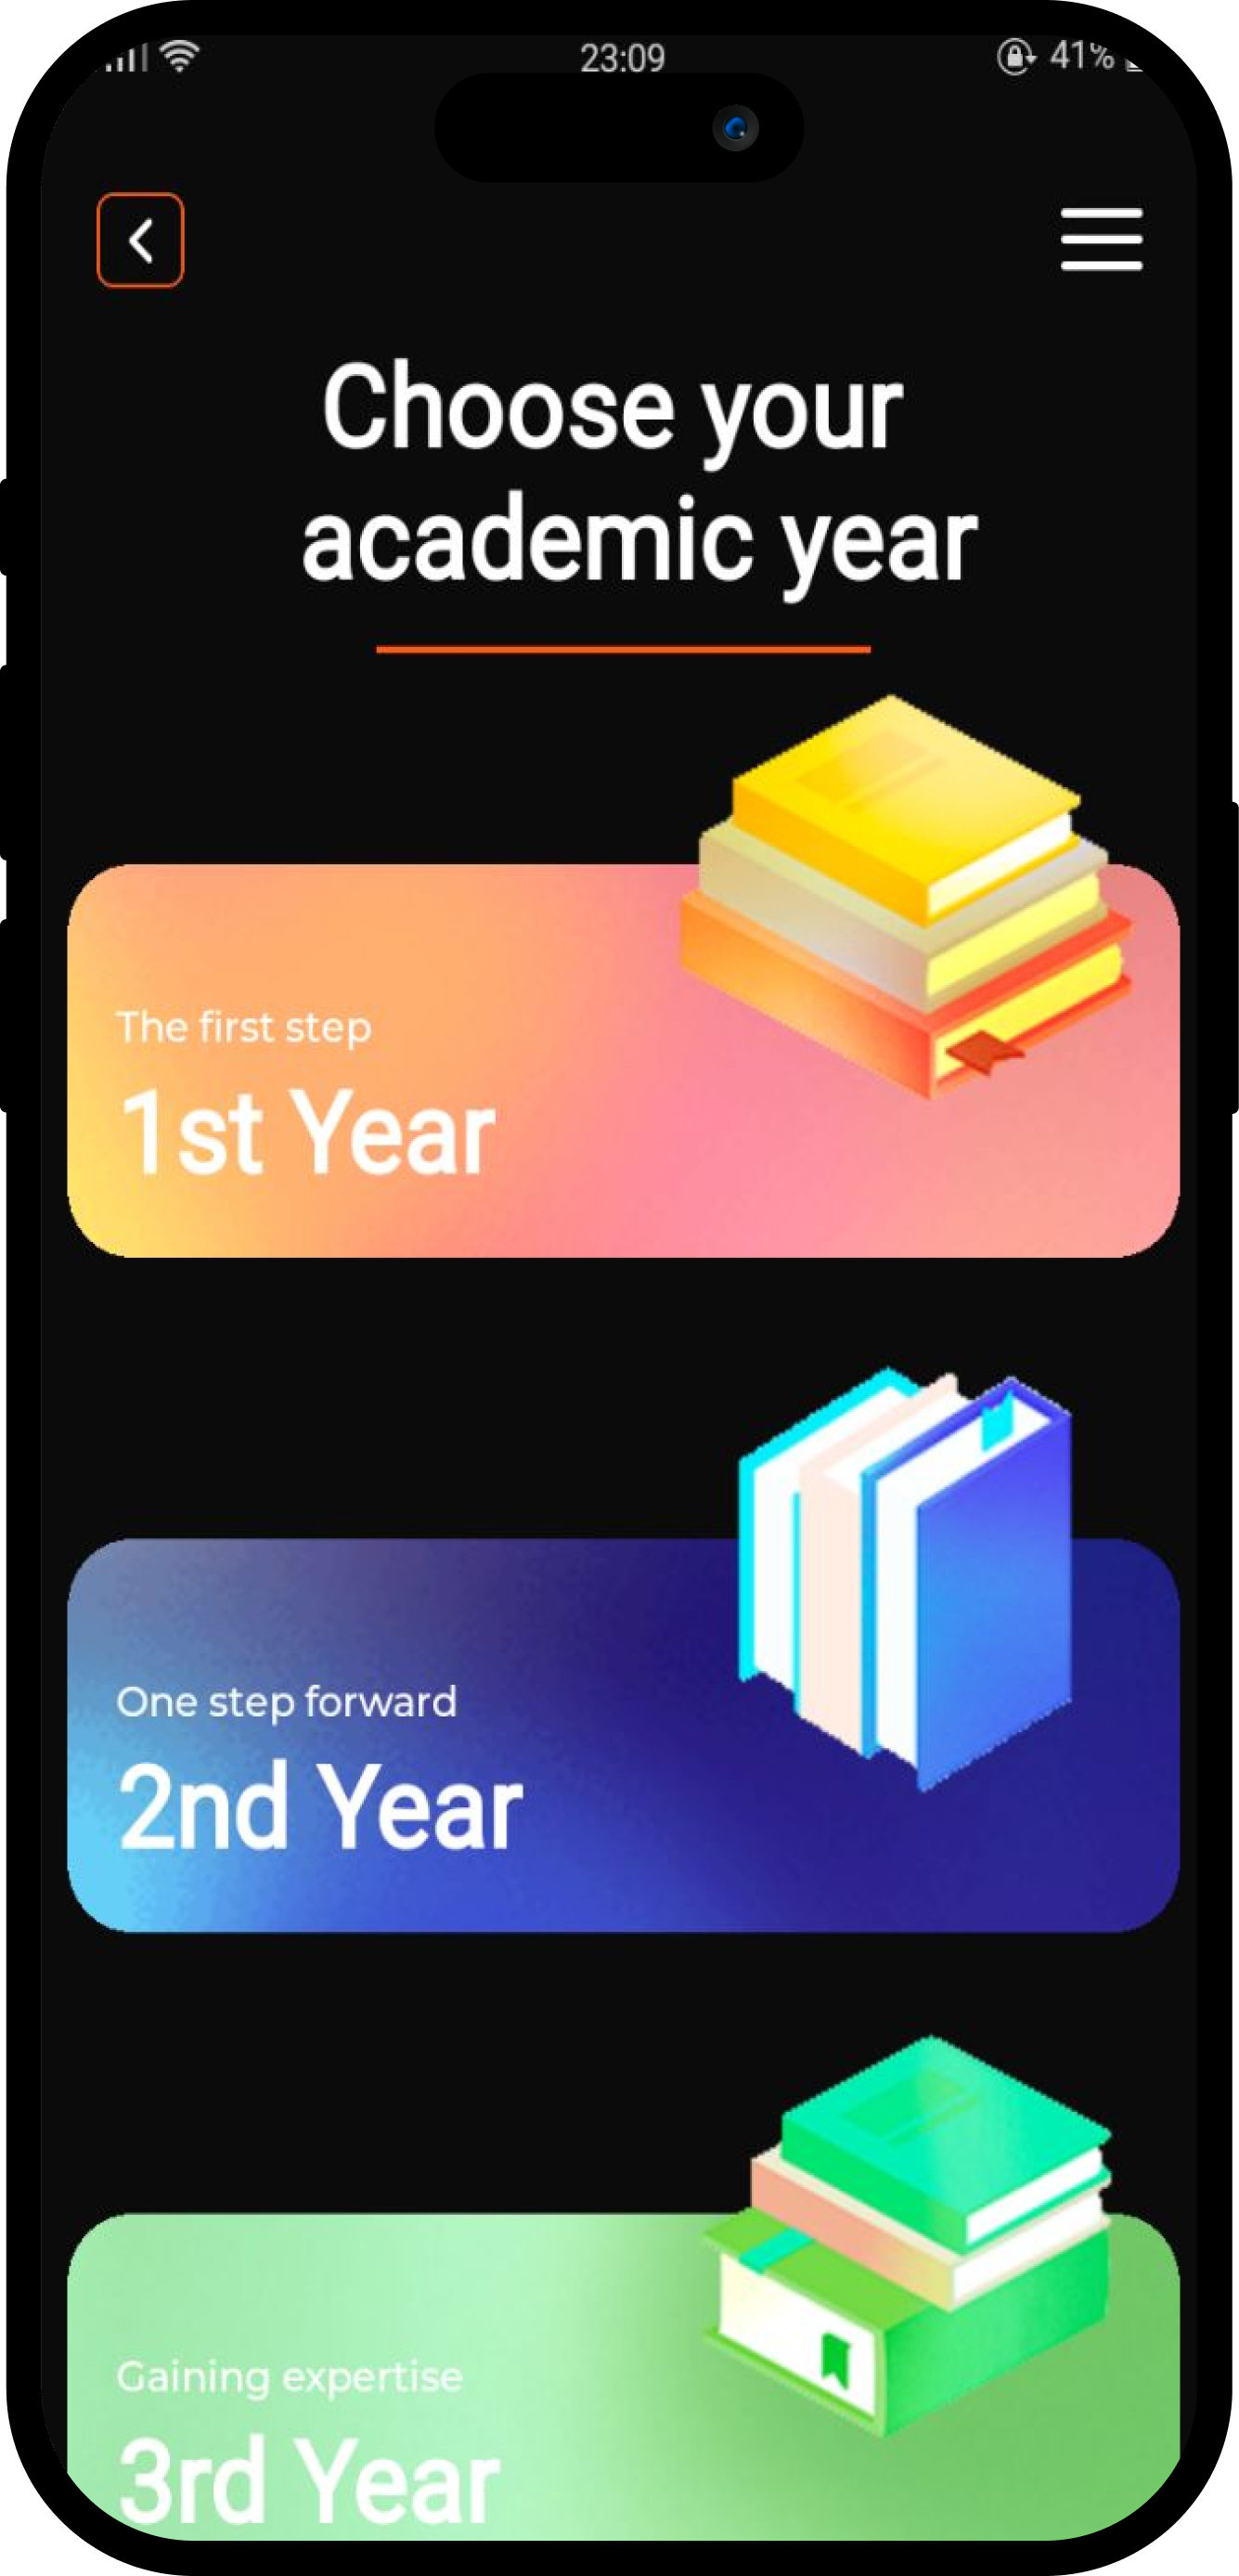 23:09
41%
Choose your
academic year
The first step
1st Year
One step forward
2nd Year
Gaining expertise
3rd Year